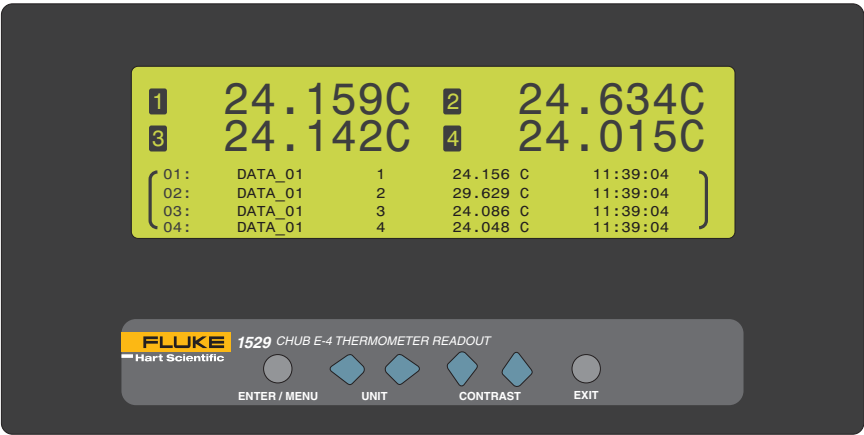 1 24.159C 2 24.634C
3 24.142C 4 24.015C
01: DATA_01 1 24.156 C 11:39:04
02: DATA_01 2 29.629 C 11:39:04
03: DATA_01 3 24.086 C 11:39:04
04: DATA_01 4 24.048 C 11:39:04
FLUKE 1529 CHUB E-4 THERMOMETER READOUT
Hart Scientific
ENTER / MENU UNIT CONTRAST EXIT